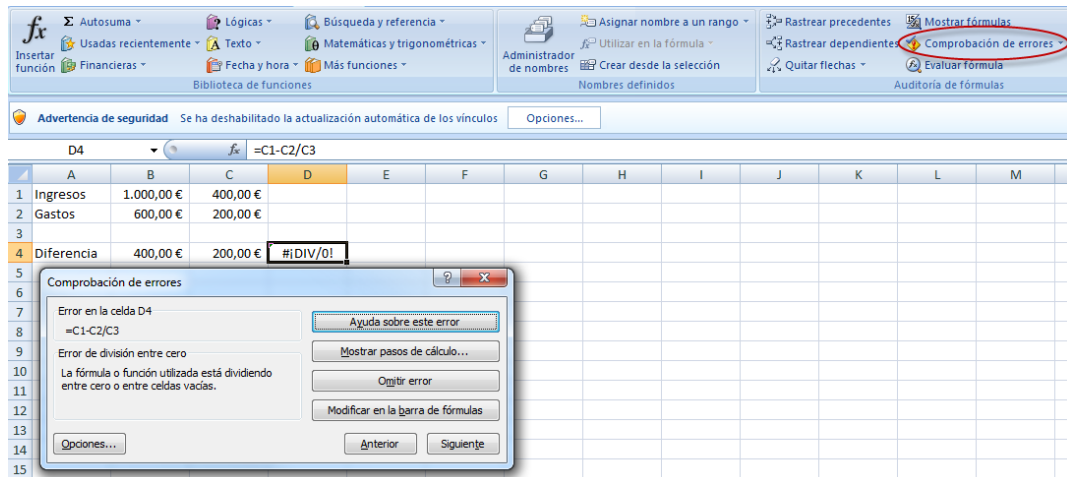 Σ Autosuma
Lógicas
Búsqueda y referencia
Asignar nombre a un rango
Rastrear precedentes
Mostrar fórmulas
fx
Insertar función
Usadas recientemente
A Texto
θ Matemáticas y trigonométricas
Administrador de nombres
fx Utilizar en la fórmula
Rastrear dependientes
Comprobación de errores
Financieras
Fecha y hora
Más funciones
Crear desde la selección
Quitar flechas
fx Evaluar fórmula
Biblioteca de funciones
Nombres definidos
Auditoría de fórmulas
Advertencia de seguridad Se ha deshabilitado la actualización automática de los vínculos Opciones...
D4 fx =C1-C2/C3
A B C D E F G H I J K L M
1 Ingresos 1.000,00 € 400,00 €
2 Gastos 600,00 € 200,00 €
3
4 Diferencia 400,00 € 200,00 € #¡DIV/0!
5
6
7
8
9
10
11
12
13
14
15
Comprobación de errores ? X
Error en la celda D4
=C1-C2/C3
Error de división entre cero
La fórmula o función utilizada está dividiendo
entre cero o entre celdas vacías.
Ayuda sobre este error
Mostrar pasos de cálculo...
Omitir error
Modificar en la barra de fórmulas
Opciones... Anterior Siguiente